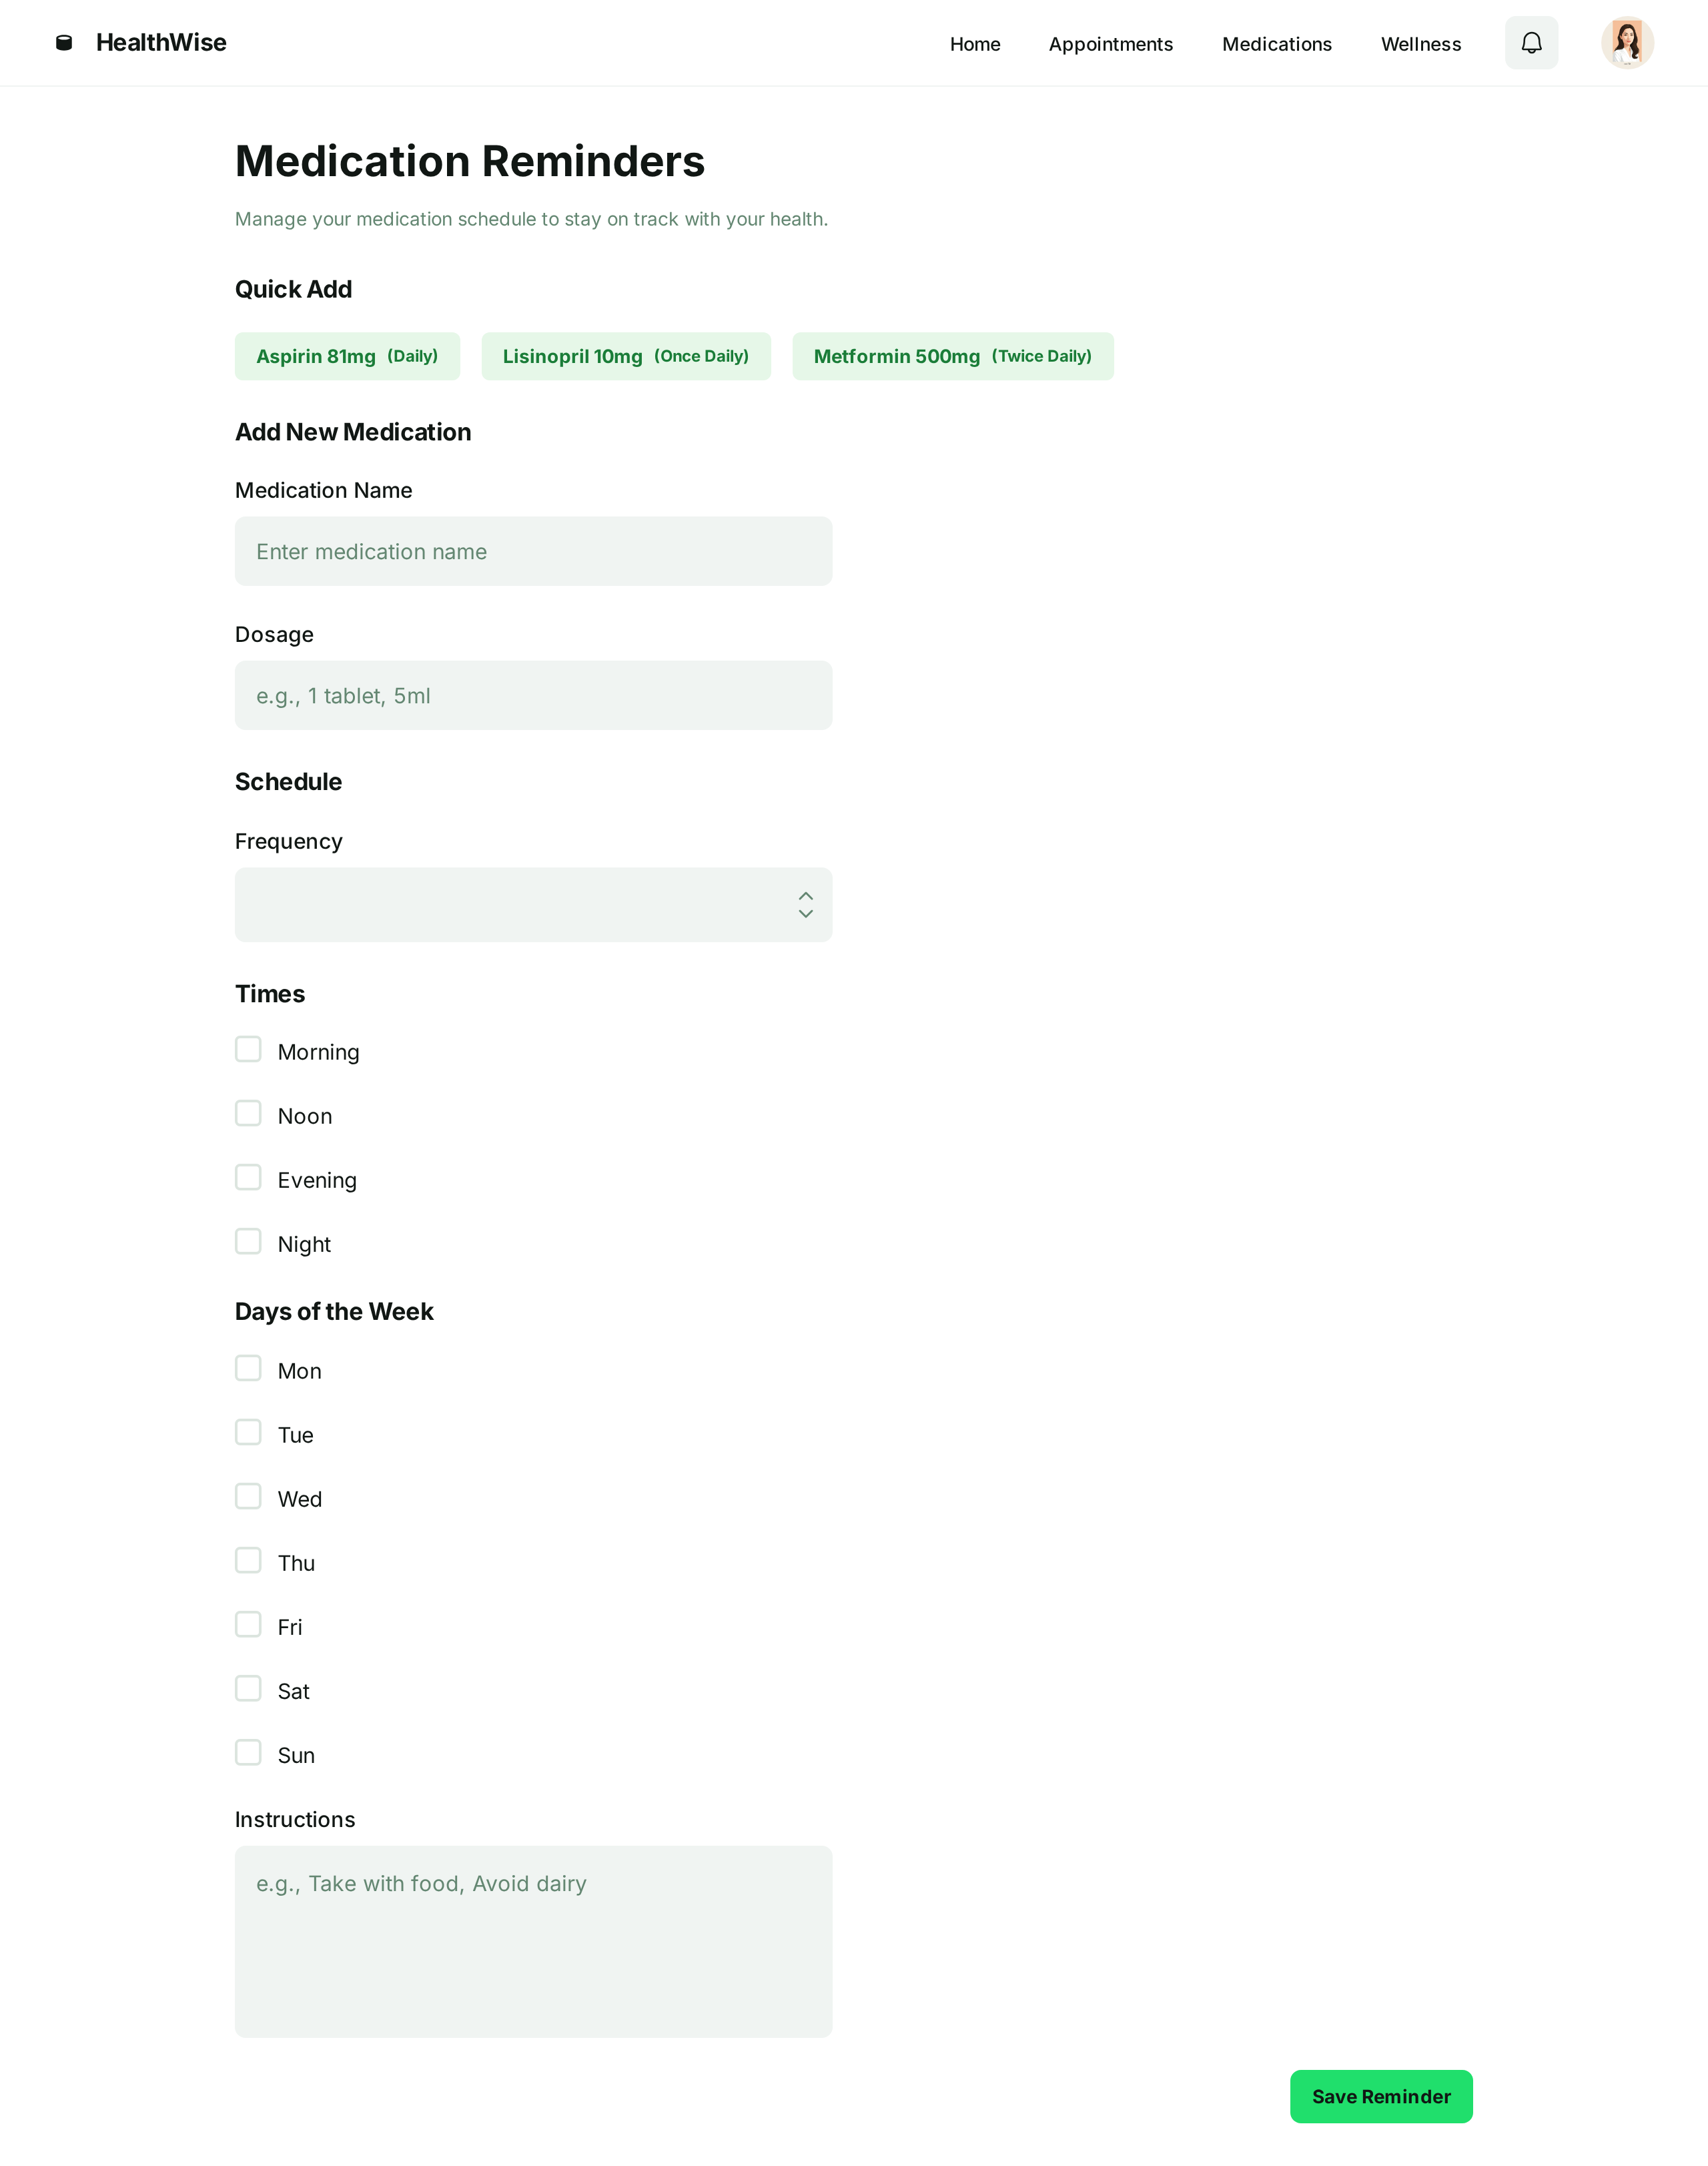 HealthWise
Home Appointments Medications Wellness
Medication Reminders
Manage your medication schedule to stay on track with your health.
Quick Add
Aspirin 81mg (Daily) Lisinopril 10mg (Once Daily) Metformin 500mg (Twice Daily)
Add New Medication
Medication Name
Enter medication name
Dosage
e.g., 1 tablet, 5ml
Schedule
Frequency
Times
Morning
Noon
Evening
Night
Days of the Week
Mon
Tue
Wed
Thu
Fri
Sat
Sun
Instructions
e.g., Take with food, Avoid dairy
Save Reminder